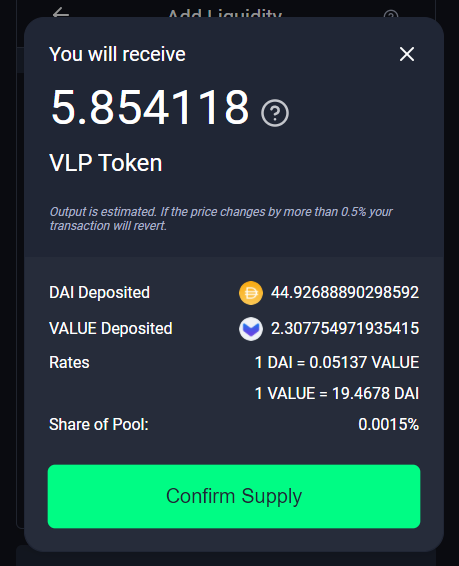 Add Liquidity
You will receive
5.854118
VLP Token
Output is estimated. If the price changes by more than 0.5% your
transaction will revert.
DAI Deposited 44.92688890298592
VALUE Deposited 2.307754971935415
Rates 1 DAI = 0.05137 VALUE
1 VALUE = 19.4678 DAI
Share of Pool: 0.0015%
Confirm Supply